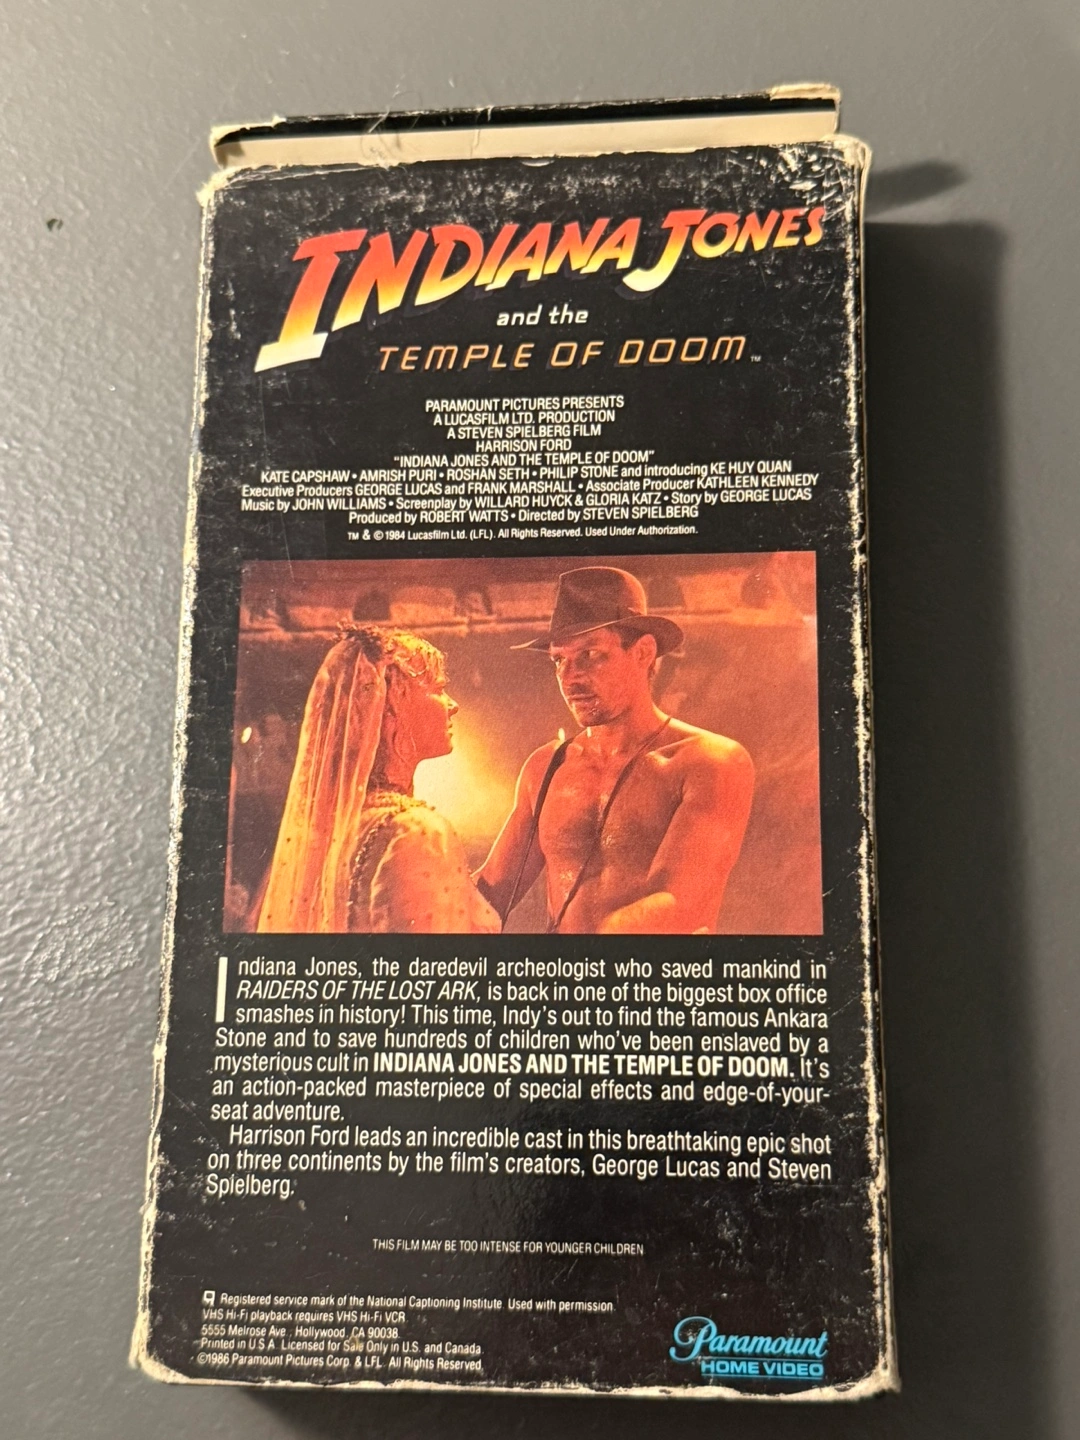 INDIANA JONES
and the
TEMPLE OF DOOM™
PARAMOUNT PICTURES PRESENTS
A LUCASFILM LTD. PRODUCTION
A STEVEN SPIELBERG FILM
HARRISON FORD
"INDIANA JONES AND THE TEMPLE OF DOOM"
KATE CAPSHAW • AMRISH PURI • ROSHAN SETH • PHILIP STONE and introducing KE HUY QUAN
Executive Producers GEORGE LUCAS and FRANK MARSHALL • Associate Producer KATHLEEN KENNEDY
Music by JOHN WILLIAMS • Screenplay by WILLARD HUYCK & GLORIA KATZ • Story by GEORGE LUCAS
Produced by ROBERT WATTS • Directed by STEVEN SPIELBERG
TM & © 1984 Lucasfilm Ltd. (LFL). All Rights Reserved. Used Under Authorization.
Indiana Jones, the daredevil archeologist who saved mankind in
RAIDERS OF THE LOST ARK, is back in one of the biggest box office
smashes in history! This time, Indy's out to find the famous Ankara
Stone and to save hundreds of children who've been enslaved by a
mysterious cult in INDIANA JONES AND THE TEMPLE OF DOOM. It's
an action-packed masterpiece of special effects and edge-of-your-
seat adventure.
Harrison Ford leads an incredible cast in this breathtaking epic shot
on three continents by the film's creators, George Lucas and Steven
Spielberg.
THIS FILM MAY BE TOO INTENSE FOR YOUNGER CHILDREN
Registered service mark of the National Captioning Institute. Used with permission.
VHS Hi-Fi playback requires VHS Hi-Fi VCR.
5555 Melrose Ave., Hollywood, CA 90038.
Printed in U.S.A. Licensed for Sale Only in U.S. and Canada.
©1986 Paramount Pictures Corp. & LFL. All Rights Reserved.
Paramount
HOME VIDEO